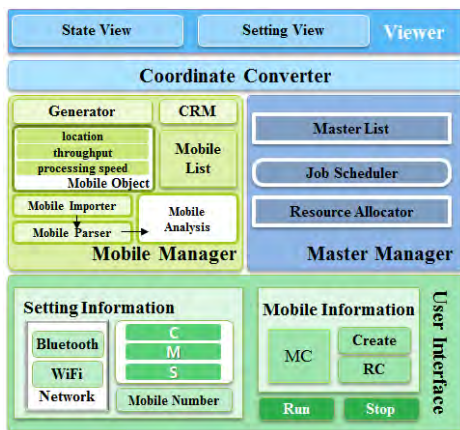 State View
Setting View
Viewer
Coordinate Converter
Generator
CRM
location
throughput
processing speed
Mobile Object
Mobile
List
Mobile Importer
Mobile Parser
Mobile
Analysis
Mobile Manager
Master List
Job Scheduler
Resource Allocator
Master Manager
Setting Information
Bluetooth
WiFi
Network
C
M
S
Mobile Number
Mobile Information
MC
Create
RC
Run
Stop
User Interface